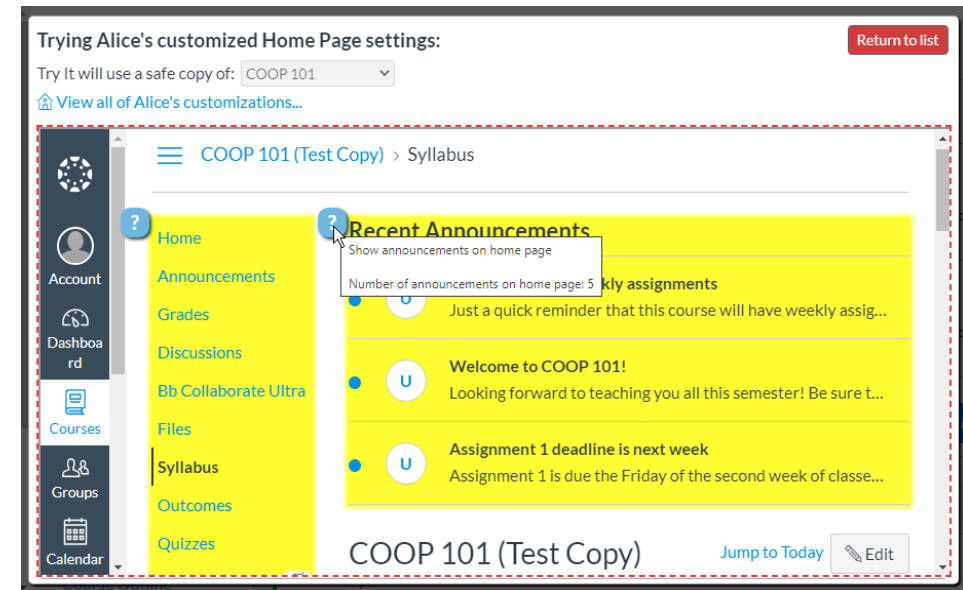 Trying Alice's customized Home Page settings:
Return to list
Try It will use a safe copy of: COOP 101
View all of Alice's customizations...
COOP 101 (Test Copy) > Syllabus
Account
Dashboa
rd
Courses
Groups
Calendar
?
Home
Announcements
Grades
Discussions
Bb Collaborate Ultra
Files
Syllabus
Outcomes
Quizzes
?
Recent Announcements
Show announcements on home page
Number of announcements on home page: 5
kly assignments
U
Just a quick reminder that this course will have weekly assig...
Welcome to COOP 101!
U
Looking forward to teaching you all this semester! Be sure t...
Assignment 1 deadline is next week
U
Assignment 1 is due the Friday of the second week of classe...
COOP 101 (Test Copy)
Jump to Today
Edit